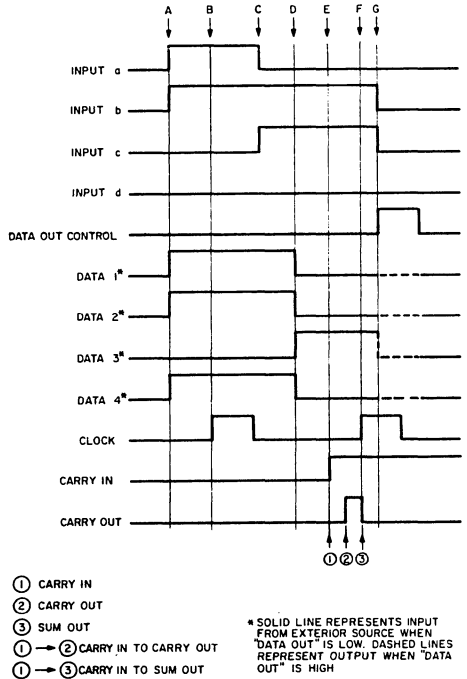 A B C D E F G
INPUT a
INPUT b
INPUT c
INPUT d
DATA OUT CONTROL
DATA 1*
DATA 2*
DATA 3*
DATA 4*
CLOCK
CARRY IN
CARRY OUT
① ② ③
① CARRY IN
② CARRY OUT
③ SUM OUT
① → ② CARRY IN TO CARRY OUT
① → ③ CARRY IN TO SUM OUT
* SOLID LINE REPRESENTS INPUT
FROM EXTERIOR SOURCE WHEN
"DATA OUT" IS LOW. DASHED LINES
REPRESENT OUTPUT WHEN "DATA
OUT" IS HIGH